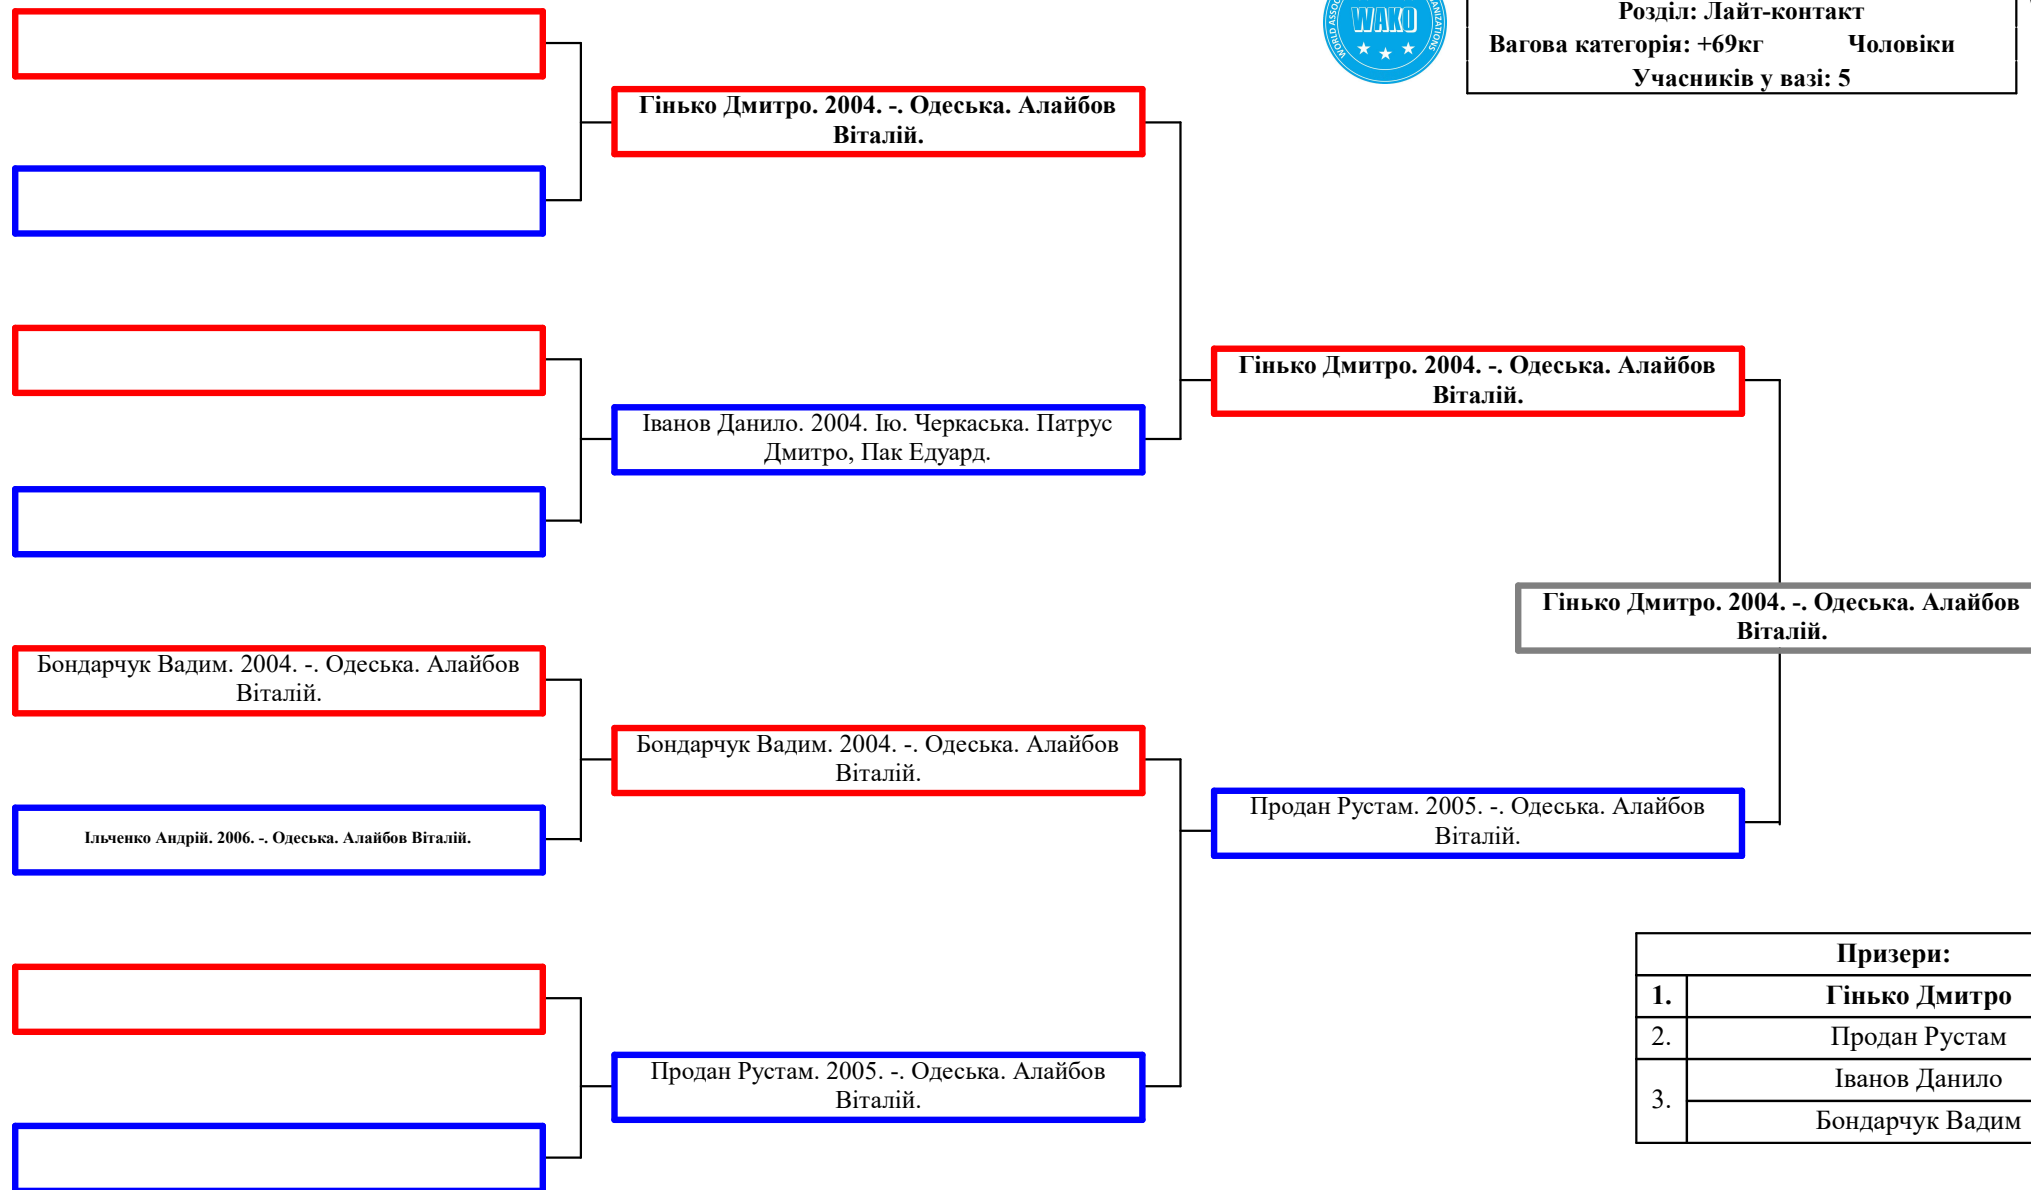 WAKO
Розділ: Лайт-контакт
Вагова категорія: +69кг Чоловіки
Учасників у вазі: 5
Гінько Дмитро. 2004. -. Одеська. Алайбов
Віталій.
Гінько Дмитро. 2004. -. Одеська. Алайбов
Віталій.
Іванов Данило. 2004. Ію. Черкаська. Патрус
Дмитро, Пак Едуард.
Гінько Дмитро. 2004. -. Одеська. Алайбов
Віталій.
Бондарчук Вадим. 2004. -. Одеська. Алайбов
Віталій.
Бондарчук Вадим. 2004. -. Одеська. Алайбов
Віталій.
Ільченко Андрій. 2006. -. Одеська. Алайбов Віталій.
Продан Рустам. 2005. -. Одеська. Алайбов
Віталій.
Продан Рустам. 2005. -. Одеська. Алайбов
Віталій.
Призери:
1. Гінько Дмитро
2. Продан Рустам
3. Іванов Данило
Бондарчук Вадим